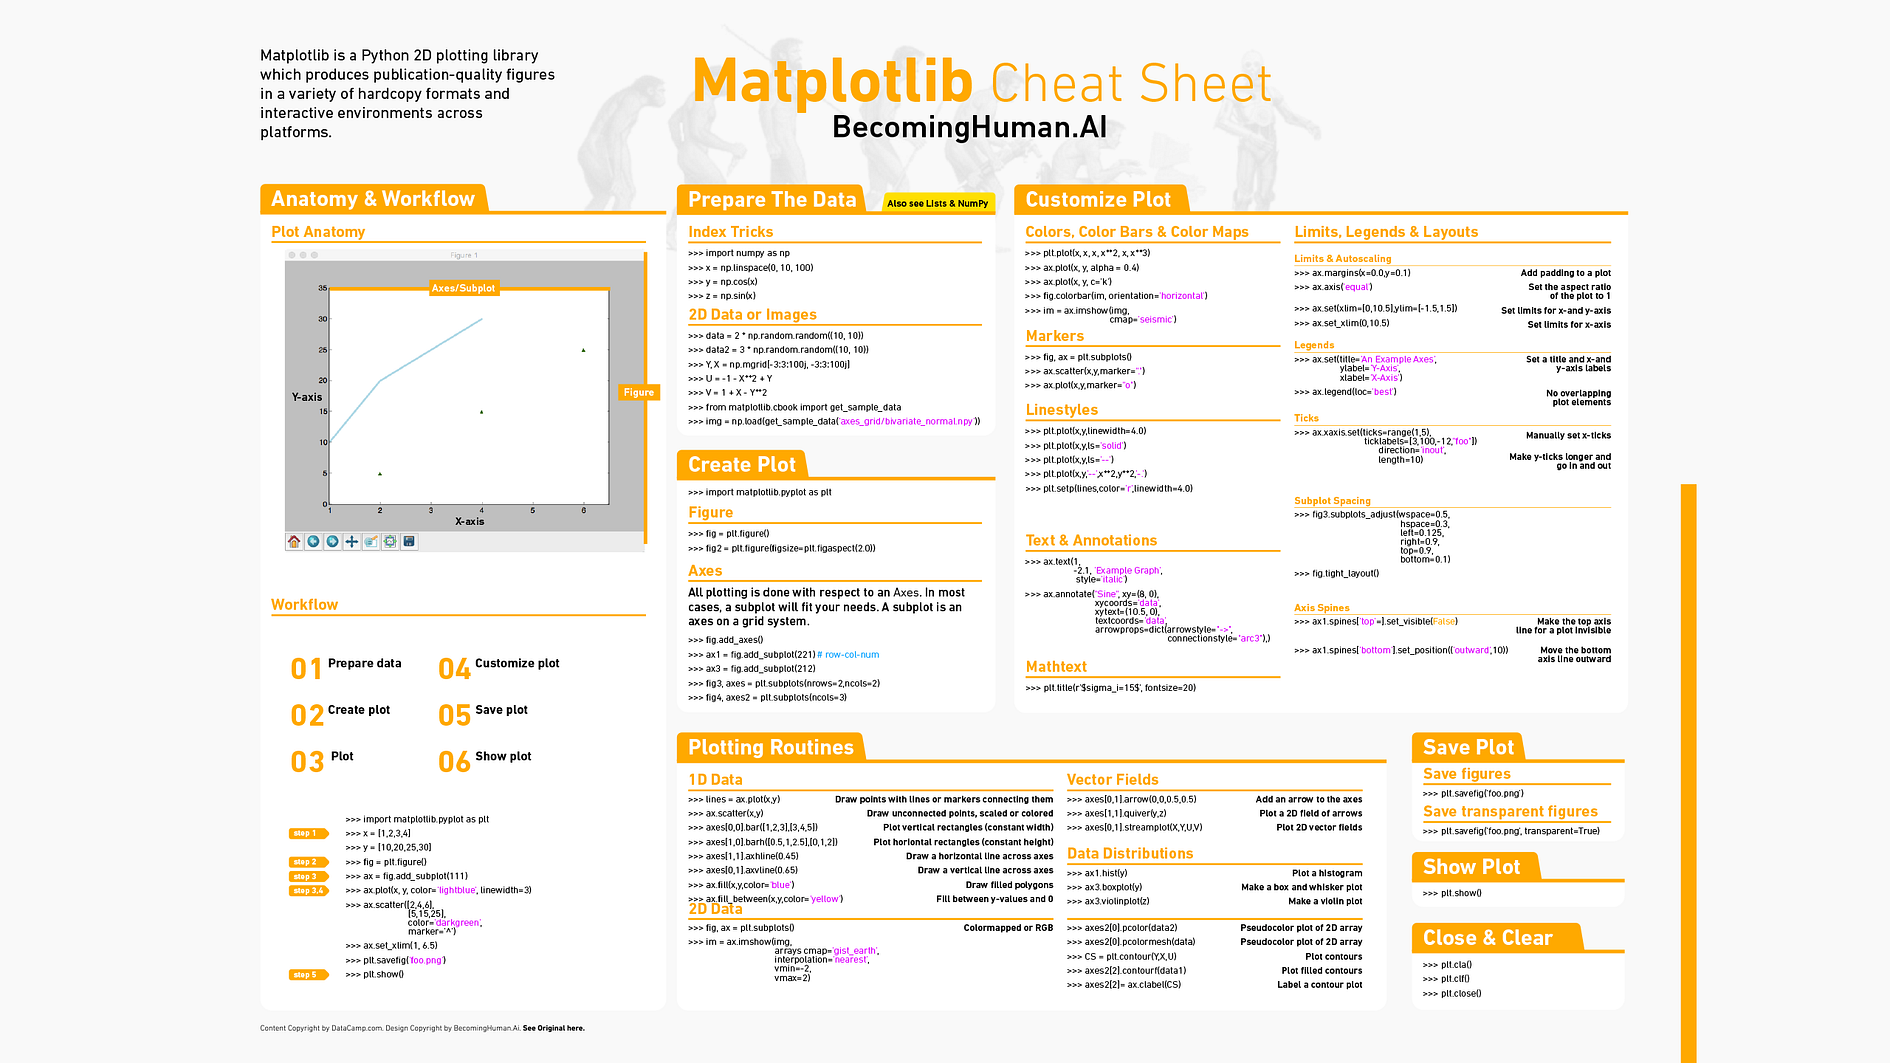 Matplotlib is a Python 2D plotting library
which produces publication-quality figures
in a variety of hardcopy formats and
interactive environments across
platforms.
Matplotlib Cheat Sheet
BecomingHuman.AI
Anatomy & Workflow
Plot Anatomy
Figure 1
Axes/Subplot
35
30
25
20
15
10
5
0
Y-axis
Figure
1
2
3
4
5
6
X-axis
Workflow
01 Prepare data
02 Create plot
03 Plot
04 Customize plot
05 Save plot
06 Show plot
>>> import matplotlib.pyplot as plt
step 1 >>> x = [1,2,3,4]
>>> y = [10,20,25,30]
step 2 >>> fig = plt.figure()
step 3 >>> ax = fig.add_subplot(111)
step 3,4 >>> ax.plot(x, y, color='lightblue', linewidth=3)
>>> ax.scatter([2,4,6],
[5,15,25],
color='darkgreen',
marker='^')
>>> ax.set_xlim(1, 6.5)
>>> plt.savefig('foo.png')
step 5 >>> plt.show()
Prepare The Data
Also see Lists & NumPy
Index Tricks
>>> import numpy as np
>>> x = np.linspace(0, 10, 100)
>>> y = np.cos(x)
>>> z = np.sin(x)
2D Data or Images
>>> data = 2 * np.random.random((10, 10))
>>> data2 = 3 * np.random.random((10, 10))
>>> Y, X = np.mgrid[-3:3:100j, -3:3:100j]
>>> U = -1 - X**2 + Y
>>> V = 1 + X - Y**2
>>> from matplotlib.cbook import get_sample_data
>>> img = np.load(get_sample_data('axes_grid/bivariate_normal.npy'))
Create Plot
>>> import matplotlib.pyplot as plt
Figure
>>> fig = plt.figure()
>>> fig2 = plt.figure(figsize=plt.figaspect(2.0))
Axes
All plotting is done with respect to an Axes. In most
cases, a subplot will fit your needs. A subplot is an
axes on a grid system.
>>> fig.add_axes()
>>> ax1 = fig.add_subplot(221) # row-col-num
>>> ax3 = fig.add_subplot(212)
>>> fig3, axes = plt.subplots(nrows=2,ncols=2)
>>> fig4, axes2 = plt.subplots(ncols=3)
Customize Plot
Colors, Color Bars & Color Maps
>>> plt.plot(x, x, x, x**2, x, x**3)
>>> ax.plot(x, y, alpha = 0.4)
>>> ax.plot(x, y, c='k')
>>> fig.colorbar(im, orientation='horizontal')
>>> im = ax.imshow(img,
cmap='seismic')
Markers
>>> fig, ax = plt.subplots()
>>> ax.scatter(x,y,marker=".")
>>> ax.plot(x,y,marker="o")
Linestyles
>>> plt.plot(x,y,linewidth=4.0)
>>> plt.plot(x,y,ls='solid')
>>> plt.plot(x,y,ls='--')
>>> plt.plot(x,y,'--',x**2,y**2,'-.')
>>> plt.setp(lines,color='r',linewidth=4.0)
Text & Annotations
>>> ax.text(1,
-2.1, 'Example Graph',
style='italic')
>>> ax.annotate("Sine", xy=(8, 0),
xycoords='data',
xytext=(10.5, 0),
textcoords='data',
arrowprops=dict(arrowstyle="->",
connectionstyle="arc3"),)
Mathtext
>>> plt.title(r'$sigma_i=15$', fontsize=20)
Limits, Legends & Layouts
Limits & Autoscaling
>>> ax.margins(x=0.0,y=0.1) Add padding to a plot
>>> ax.axis('equal') Set the aspect ratio
of the plot to 1
>>> ax.set(xlim=[0,10.5],ylim=[-1.5,1.5]) Set limits for x-and y-axis
>>> ax.set_xlim(0,10.5) Set limits for x-axis
Legends
>>> ax.set(title='An Example Axes', Set a title and x-and
ylabel='Y-Axis', y-axis labels
xlabel='X-Axis')
>>> ax.legend(loc='best') No overlapping
plot elements
Ticks
>>> ax.xaxis.set(ticks=range(1,5), Manually set x-ticks
ticklabels=[3,100,-12,"foo"])
direction='inout', Make y-ticks longer and
length=10) go in and out
Subplot Spacing
>>> fig3.subplots_adjust(wspace=0.5,
hspace=0.3,
left=0.125,
right=0.9,
top=0.9,
bottom=0.1)
>>> fig.tight_layout()
Axis Spines
>>> ax1.spines['top'=].set_visible(False) Make the top axis
line for a plot invisible
>>> ax1.spines['bottom'].set_position(('outward',10)) Move the bottom
axis line outward
Plotting Routines
1D Data
>>> lines = ax.plot(x,y) Draw points with lines or markers connecting them
>>> ax.scatter(x,y) Draw unconnected points, scaled or colored
>>> axes[0,0].bar([1,2,3],[3,4,5]) Plot vertical rectangles (constant width)
>>> axes[1,0].barh([0.5,1,2.5],[0,1,2]) Plot horiontal rectangles (constant height)
>>> axes[1,1].axhline(0.45) Draw a horizontal line across axes
>>> axes[0,1].axvline(0.65) Draw a vertical line across axes
>>> ax.fill(x,y,color='blue') Draw filled polygons
>>> ax.fill_between(x,y,color='yellow') Fill between y-values and 0
2D Data
>>> fig, ax = plt.subplots() Colormapped or RGB
>>> im = ax.imshow(img,
arrays cmap='gist_earth',
interpolation='nearest',
vmin=-2,
vmax=2)
Vector Fields
>>> axes[0,1].arrow(0,0,0.5,0.5) Add an arrow to the axes
>>> axes[1,1].quiver(y,z) Plot a 2D field of arrows
>>> axes[0,1].streamplot(X,Y,U,V) Plot 2D vector fields
Data Distributions
>>> ax1.hist(y) Plot a histogram
>>> ax3.boxplot(y) Make a box and whisker plot
>>> ax3.violinplot(z) Make a violin plot
>>> axes2[0].pcolor(data2) Pseudocolor plot of 2D array
>>> axes2[0].pcolormesh(data) Pseudocolor plot of 2D array
>>> CS = plt.contour(Y,X,U) Plot contours
>>> axes2[2].contourf(data1) Plot filled contours
>>> axes2[2]= ax.clabel(CS) Label a contour plot
Save Plot
Save figures
>>> plt.savefig('foo.png')
Save transparent figures
>>> plt.savefig('foo.png', transparent=True)
Show Plot
>>> plt.show()
Close & Clear
>>> plt.cla()
>>> plt.clf()
>>> plt.close()
Content Copyright by DataCamp.com. Design Copyright by BecomingHuman.Ai. See Original here.